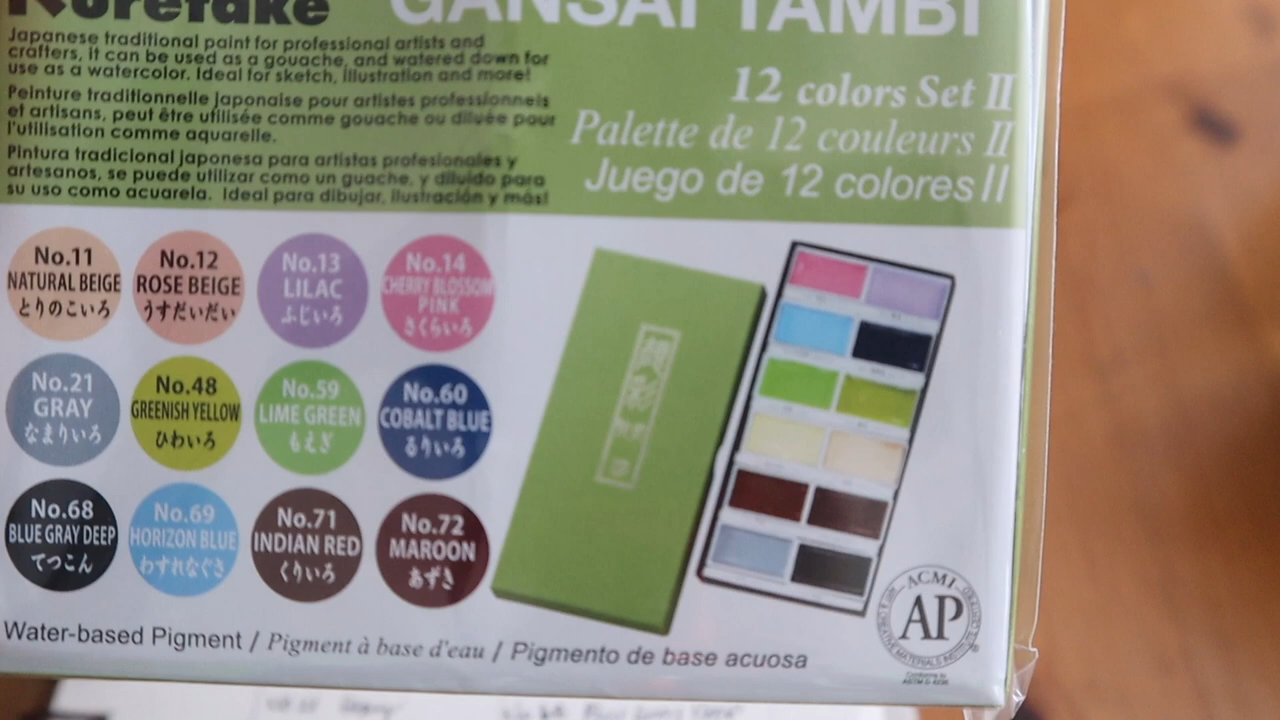 Kuretake
GANSAI TAMBI
Japanese traditional paint for professional artists and
crafters, it can be used as a gouache, and watered down for
use as a watercolor. Ideal for sketch, illustration and more!
Peinture traditionnelle japonaise pour artistes professionnels
et artisans, peut être utilisée comme gouache ou diluée pour
l'utilisation comme aquarelle.
Pintura tradicional japonesa para artistas profesionales y
artesanos, se puede utilizar como un guache, y diluido para
su uso como acuarela. Ideal para dibujar, ilustración y más!
12 colors Set II
Palette de 12 couleurs II
Juego de 12 colores II
No.11
NATURAL BEIGE
とりのこいろ
No.12
ROSE BEIGE
うすだいだい
No.13
LILAC
ふじいろ
No.14
CHERRY BLOSSOM
PINK
さくらいろ
No.21
GRAY
なまりいろ
No.48
GREENISH YELLOW
ひわいろ
No.59
LIME GREEN
もえぎ
No.60
COBALT BLUE
るりいろ
No.68
BLUE GRAY DEEP
てつこん
No.69
HORIZON BLUE
わすれなぐさ
No.71
INDIAN RED
くりいろ
No.72
MAROON
あずき
顔彩
ACMI
AP
CREATIVE MATERIALS INSTITUTE
Conforms to
ASTM D 4236
Water-based Pigment / Pigment à base d'eau / Pigmento de base acuosa